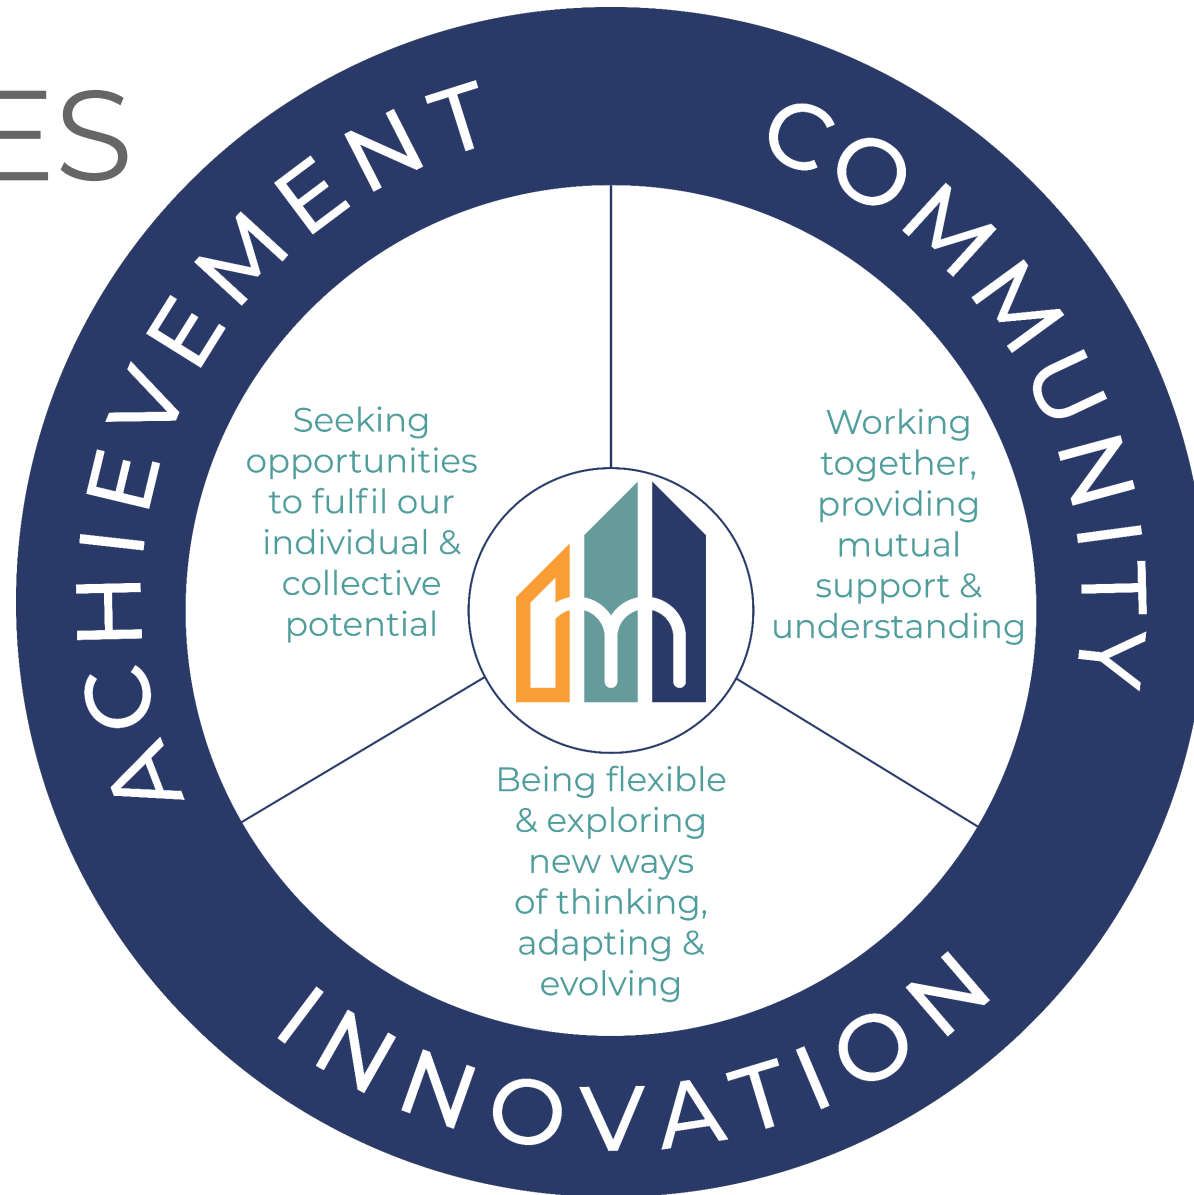 ES
ACHIEVEMENT
COMMUNITY
Seeking
opportunities
to fulfil our
individual &
collective
potential
Working
together,
providing
mutual
support &
understanding
m
Being flexible
& exploring
new ways
of thinking,
adapting &
evolving
INNOVATION